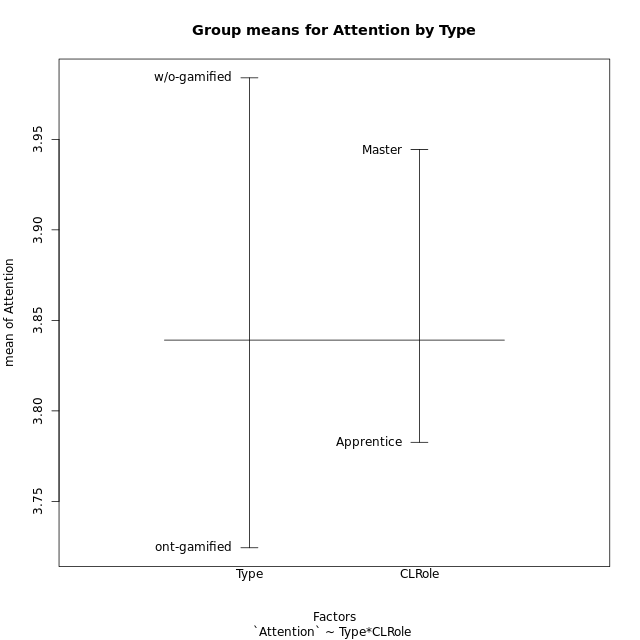 Group means for Attention by Type
w/o-gamified
Master
Apprentice
ont-gamified
3.95
3.90
3.85
3.80
3.75
mean of Attention
Type
CLRole
Factors
`Attention` ~ Type*CLRole